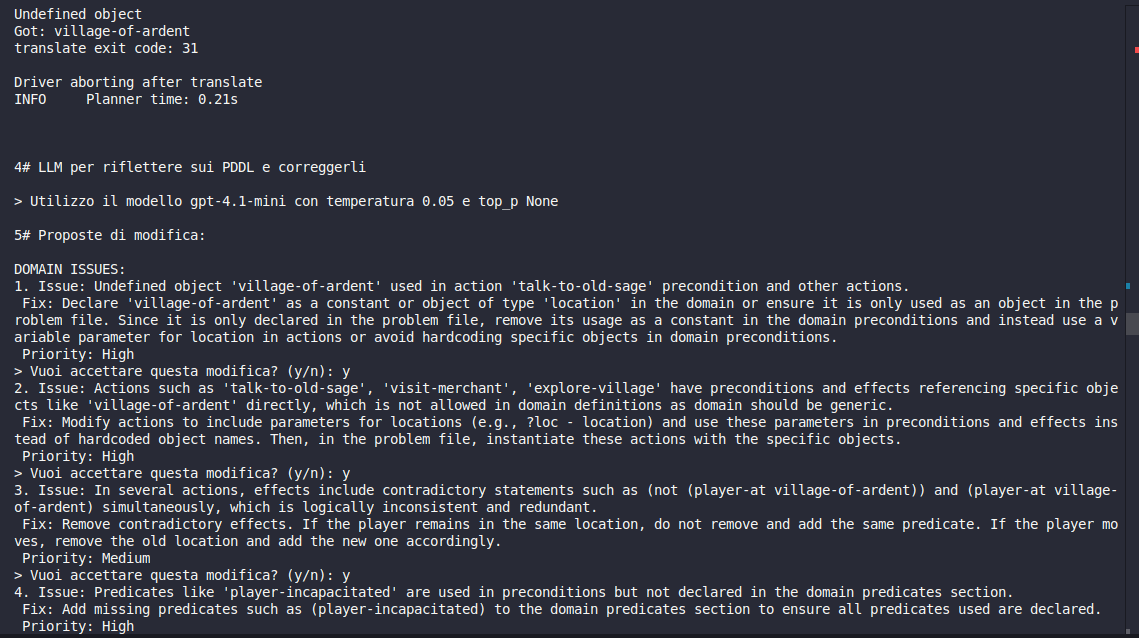 Undefined object
Got: village-of-ardent
translate exit code: 31
Driver aborting after translate
INFO     Planner time: 0.21s
4# LLM per riflettere sui PDDL e correggerli
> Utilizzo il modello gpt-4.1-mini con temperatura 0.05 e top_p None
5# Proposte di modifica:
DOMAIN ISSUES:
1. Issue: Undefined object 'village-of-ardent' used in action 'talk-to-old-sage' precondition and other actions.
 Fix: Declare 'village-of-ardent' as a constant or object of type 'location' in the domain or ensure it is only used as an object in the p
roblem file. Since it is only declared in the problem file, remove its usage as a constant in the domain preconditions and instead use a v
ariable parameter for location in actions or avoid hardcoding specific objects in domain preconditions.
 Priority: High
> Vuoi accettare questa modifica? (y/n): y
2. Issue: Actions such as 'talk-to-old-sage', 'visit-merchant', 'explore-village' have preconditions and effects referencing specific obje
cts like 'village-of-ardent' directly, which is not allowed in domain definitions as domain should be generic.
 Fix: Modify actions to include parameters for locations (e.g., ?loc - location) and use these parameters in preconditions and effects ins
tead of hardcoded object names. Then, in the problem file, instantiate these actions with the specific objects.
 Priority: High
> Vuoi accettare questa modifica? (y/n): y
3. Issue: In several actions, effects include contradictory statements such as (not (player-at village-of-ardent)) and (player-at village-
of-ardent) simultaneously, which is logically inconsistent and redundant.
 Fix: Remove contradictory effects. If the player remains in the same location, do not remove and add the same predicate. If the player mo
ves, remove the old location and add the new one accordingly.
 Priority: Medium
> Vuoi accettare questa modifica? (y/n): y
4. Issue: Predicates like 'player-incapacitated' are used in preconditions but not declared in the domain predicates section.
 Fix: Add missing predicates such as (player-incapacitated) to the domain predicates section to ensure all predicates used are declared.
 Priority: High